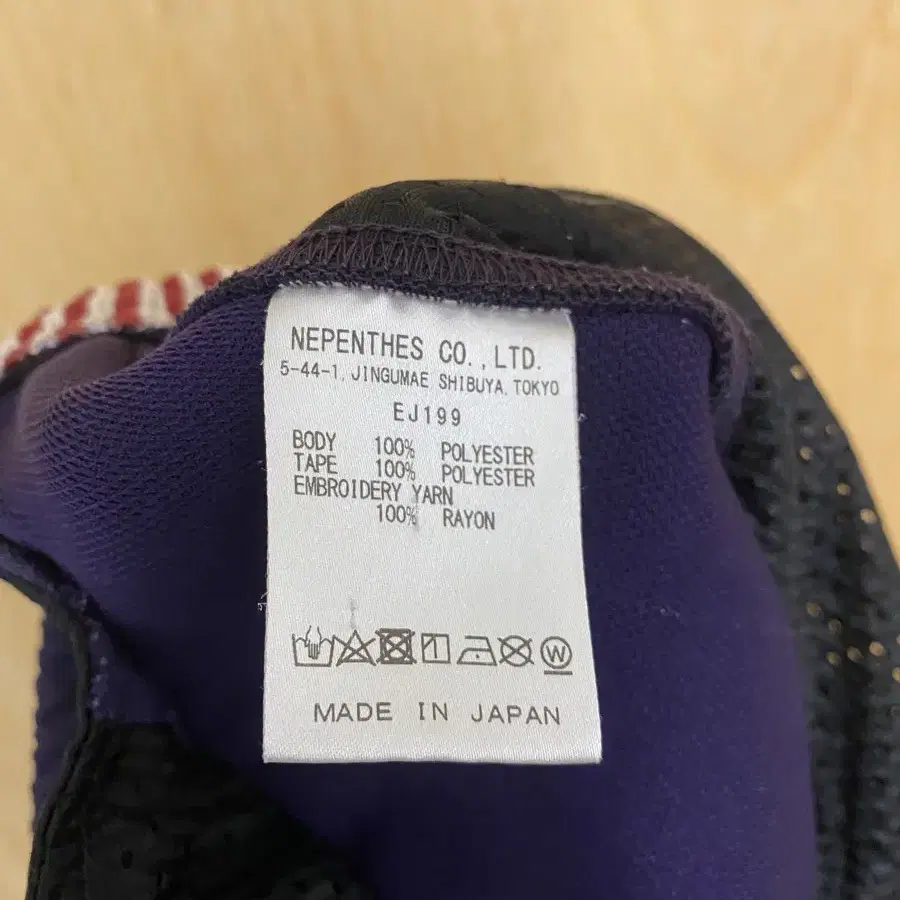 NEPENTHES CO.,LTD.
5-44-1, JINGUMAE SHIBUYA, TOKYO
EJ199
BODY 100% POLYESTER
TAPE 100% POLYESTER
EMBROIDERY YARN
100% RAYON
W
MADE IN JAPAN